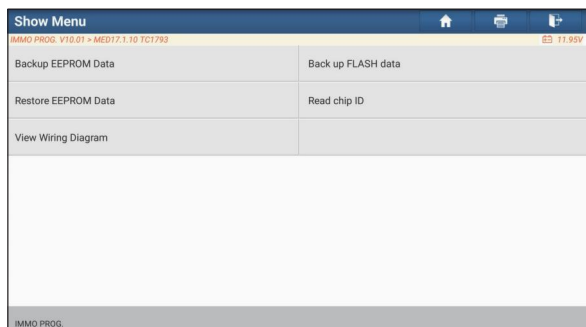 Show Menu
IMMO PROG. V10.01 > MED17.1.10 TC1793
11.95V
Backup EEPROM Data
Back up FLASH data
Restore EEPROM Data
Read chip ID
View Wiring Diagram
IMMO PROG.